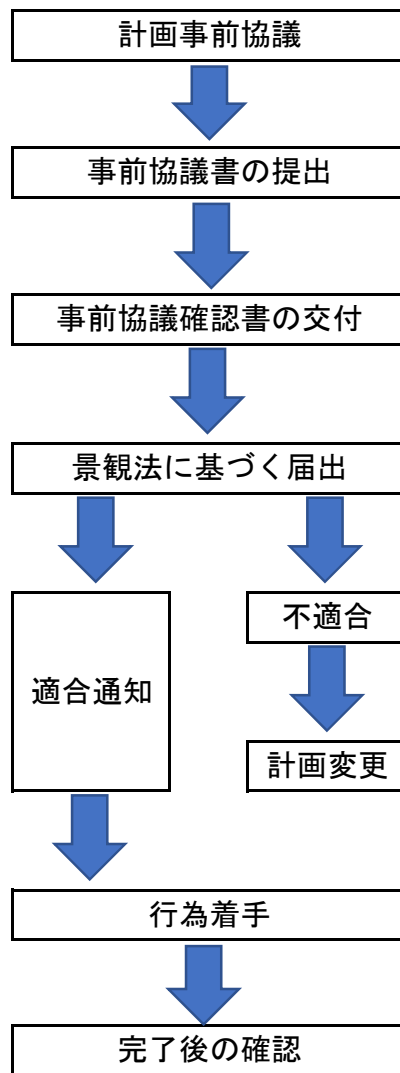 計画事前協議
事前協議書の提出
事前協議確認書の交付
景観法に基づく届出
適合通知
不適合
計画変更
行為着手
完了後の確認